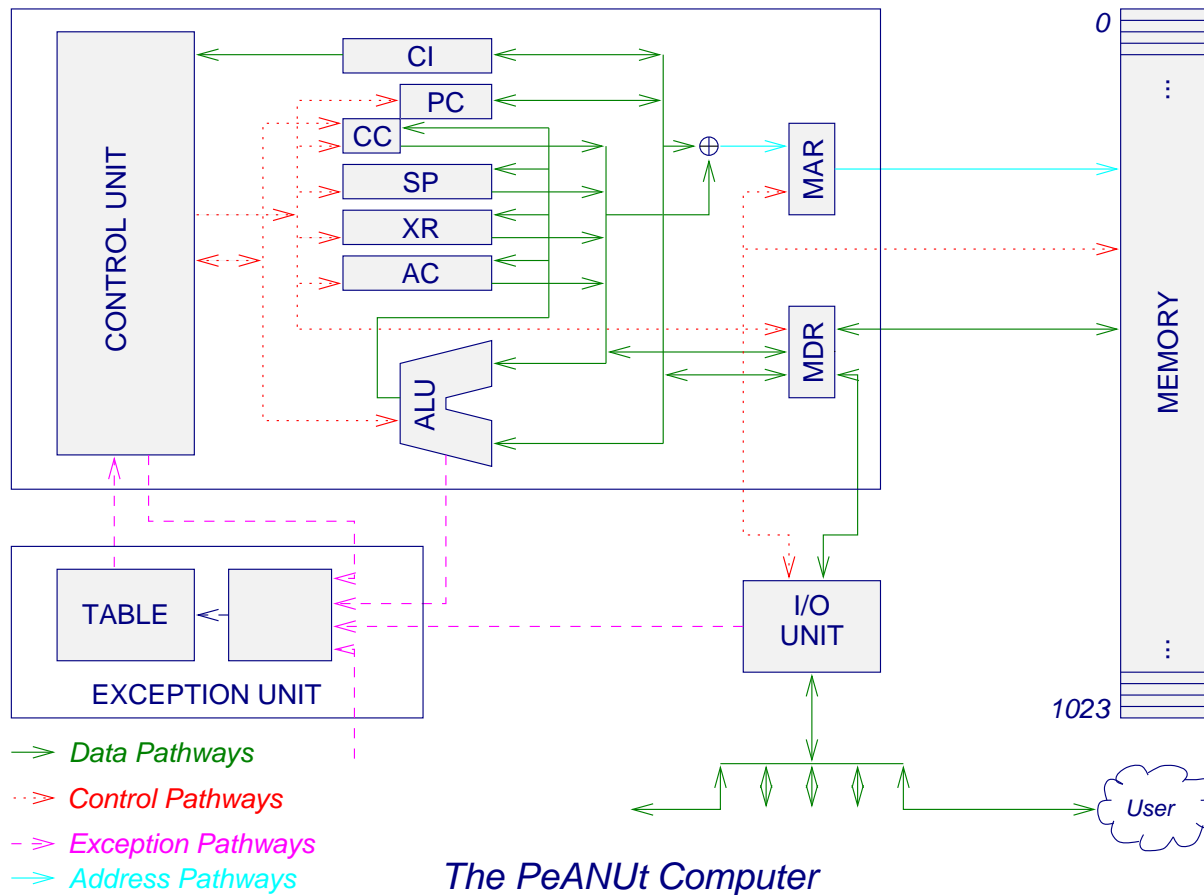 CONTROL UNIT
CI
PC
CC
SP
XR
AC
ALU
MAR
MDR
0
...
MEMORY
...
1023
TABLE
EXCEPTION UNIT
I/O
UNIT
Data Pathways
Control Pathways
Exception Pathways
Address Pathways
User
The PeANUt Computer